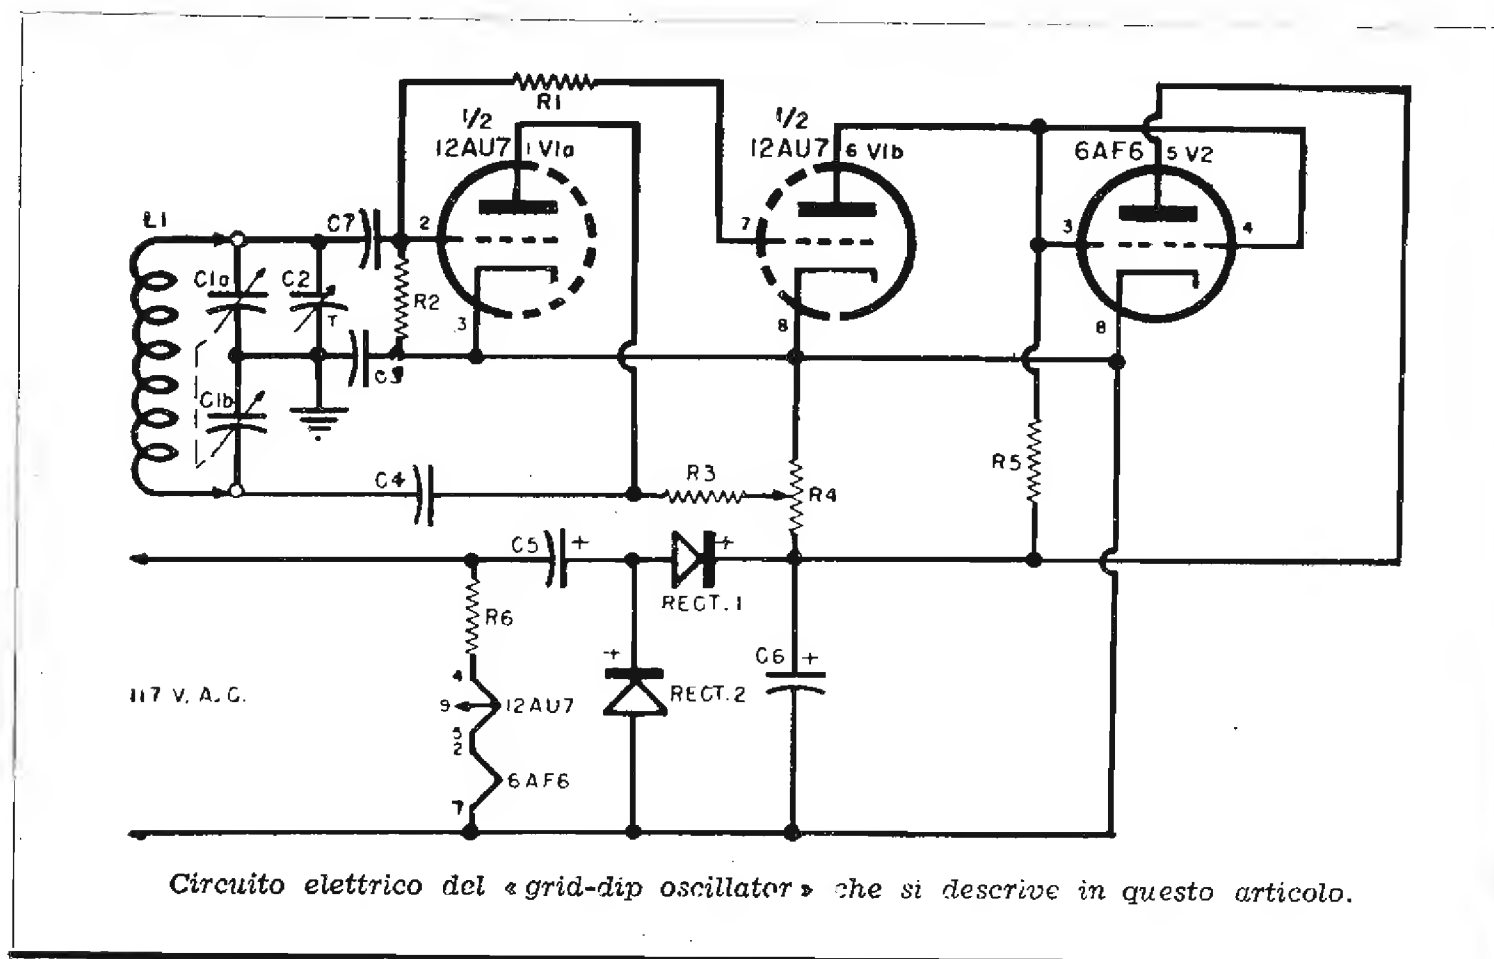 R1
1/2
12AU7 1 V1a
1/2
12AU7 6 V1b
6AF6 5 V2
L1
C7
2
7
3
4
C1a
C2
R2
T
3
8
8
C3
C1b
C4
R3
R4
R5
C5 +
+
RECT. 1
R6
4
9
12AU7
5
2
6AF6
7
+
RECT. 2
C6 +
117 V. A. C.
Circuito elettrico del « grid-dip oscillator » che si descrive in questo articolo.